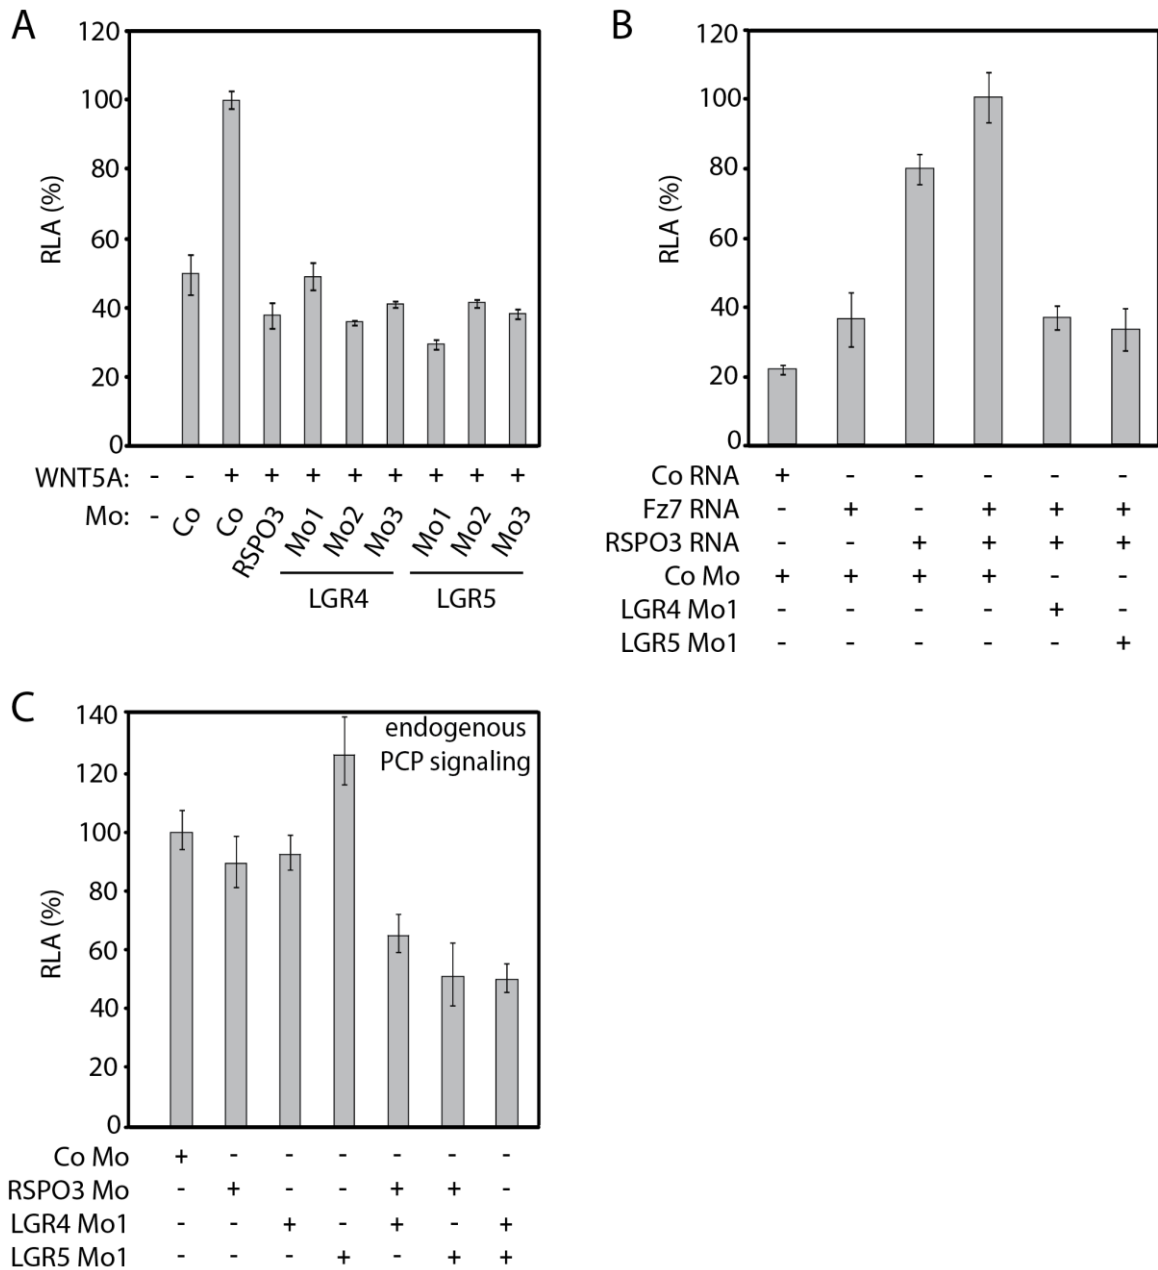 A
120
100
80
60
40
20
0
RLA (%)
WNT5A: - - + + + + + + + +
Mo: - Co Co RSPO3 Mo1 Mo2 Mo3 Mo1 Mo2 Mo3
LGR4 LGR5
B
120
100
80
60
40
20
0
RLA (%)
Co RNA + - - - - -
Fz7 RNA - + - + + +
RSPO3 RNA - - + + + +
Co Mo + + + + - -
LGR4 Mo1 - - - - + -
LGR5 Mo1 - - - - - +
C
140
120
100
80
60
40
20
0
RLA (%)
endogenous
PCP signaling
Co Mo + - - - - - -
RSPO3 Mo - + - - + + -
LGR4 Mo1 - - + - + - +
LGR5 Mo1 - - - + - + +